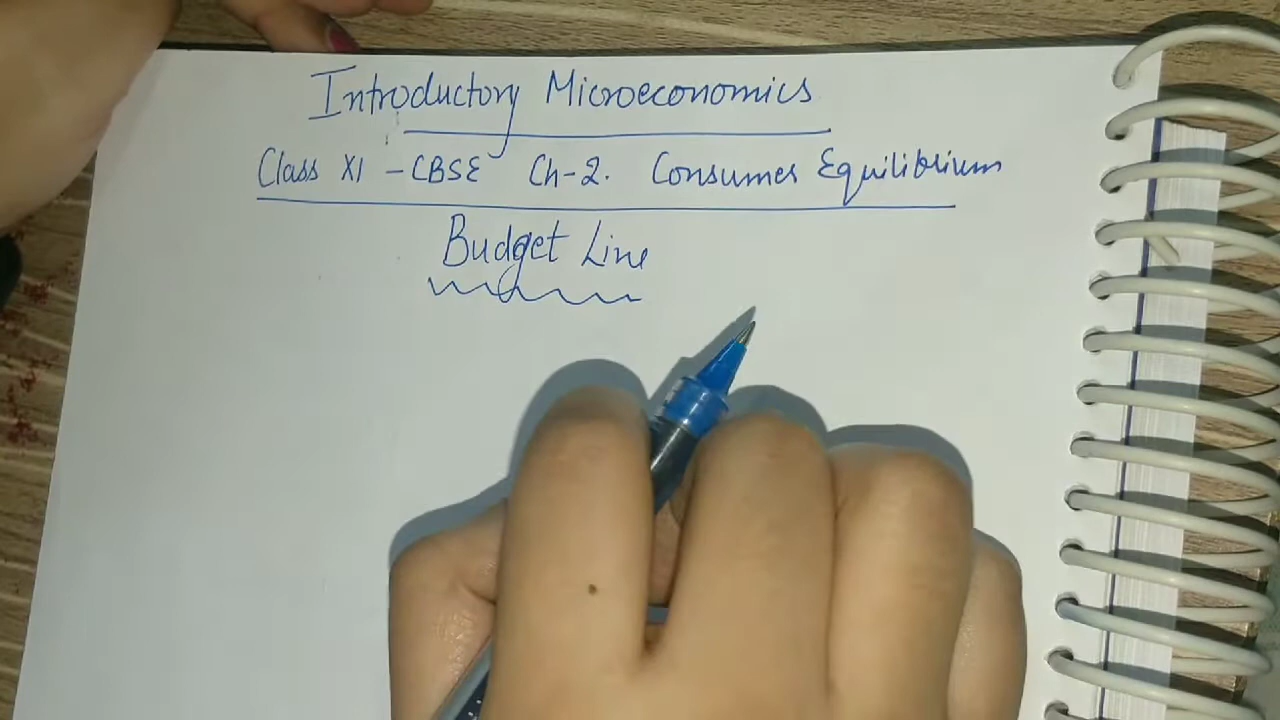 Introductory Microeconomics
Class XI - CBSE Ch-2. Consumer Equilibrium
Budget Line